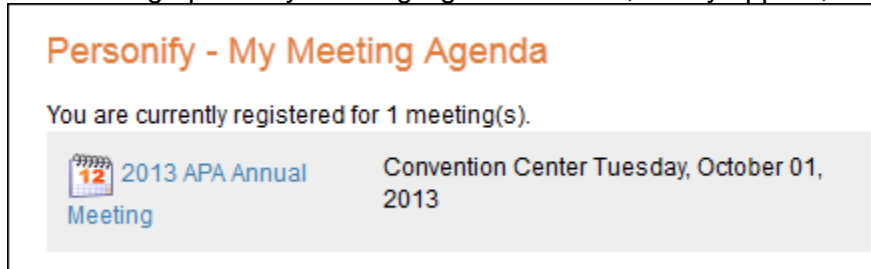 Personify - My Meeting Agenda
You are currently registered for 1 meeting(s).
12
2013 APA Annual
Meeting
Convention Center Tuesday, October 01,
2013